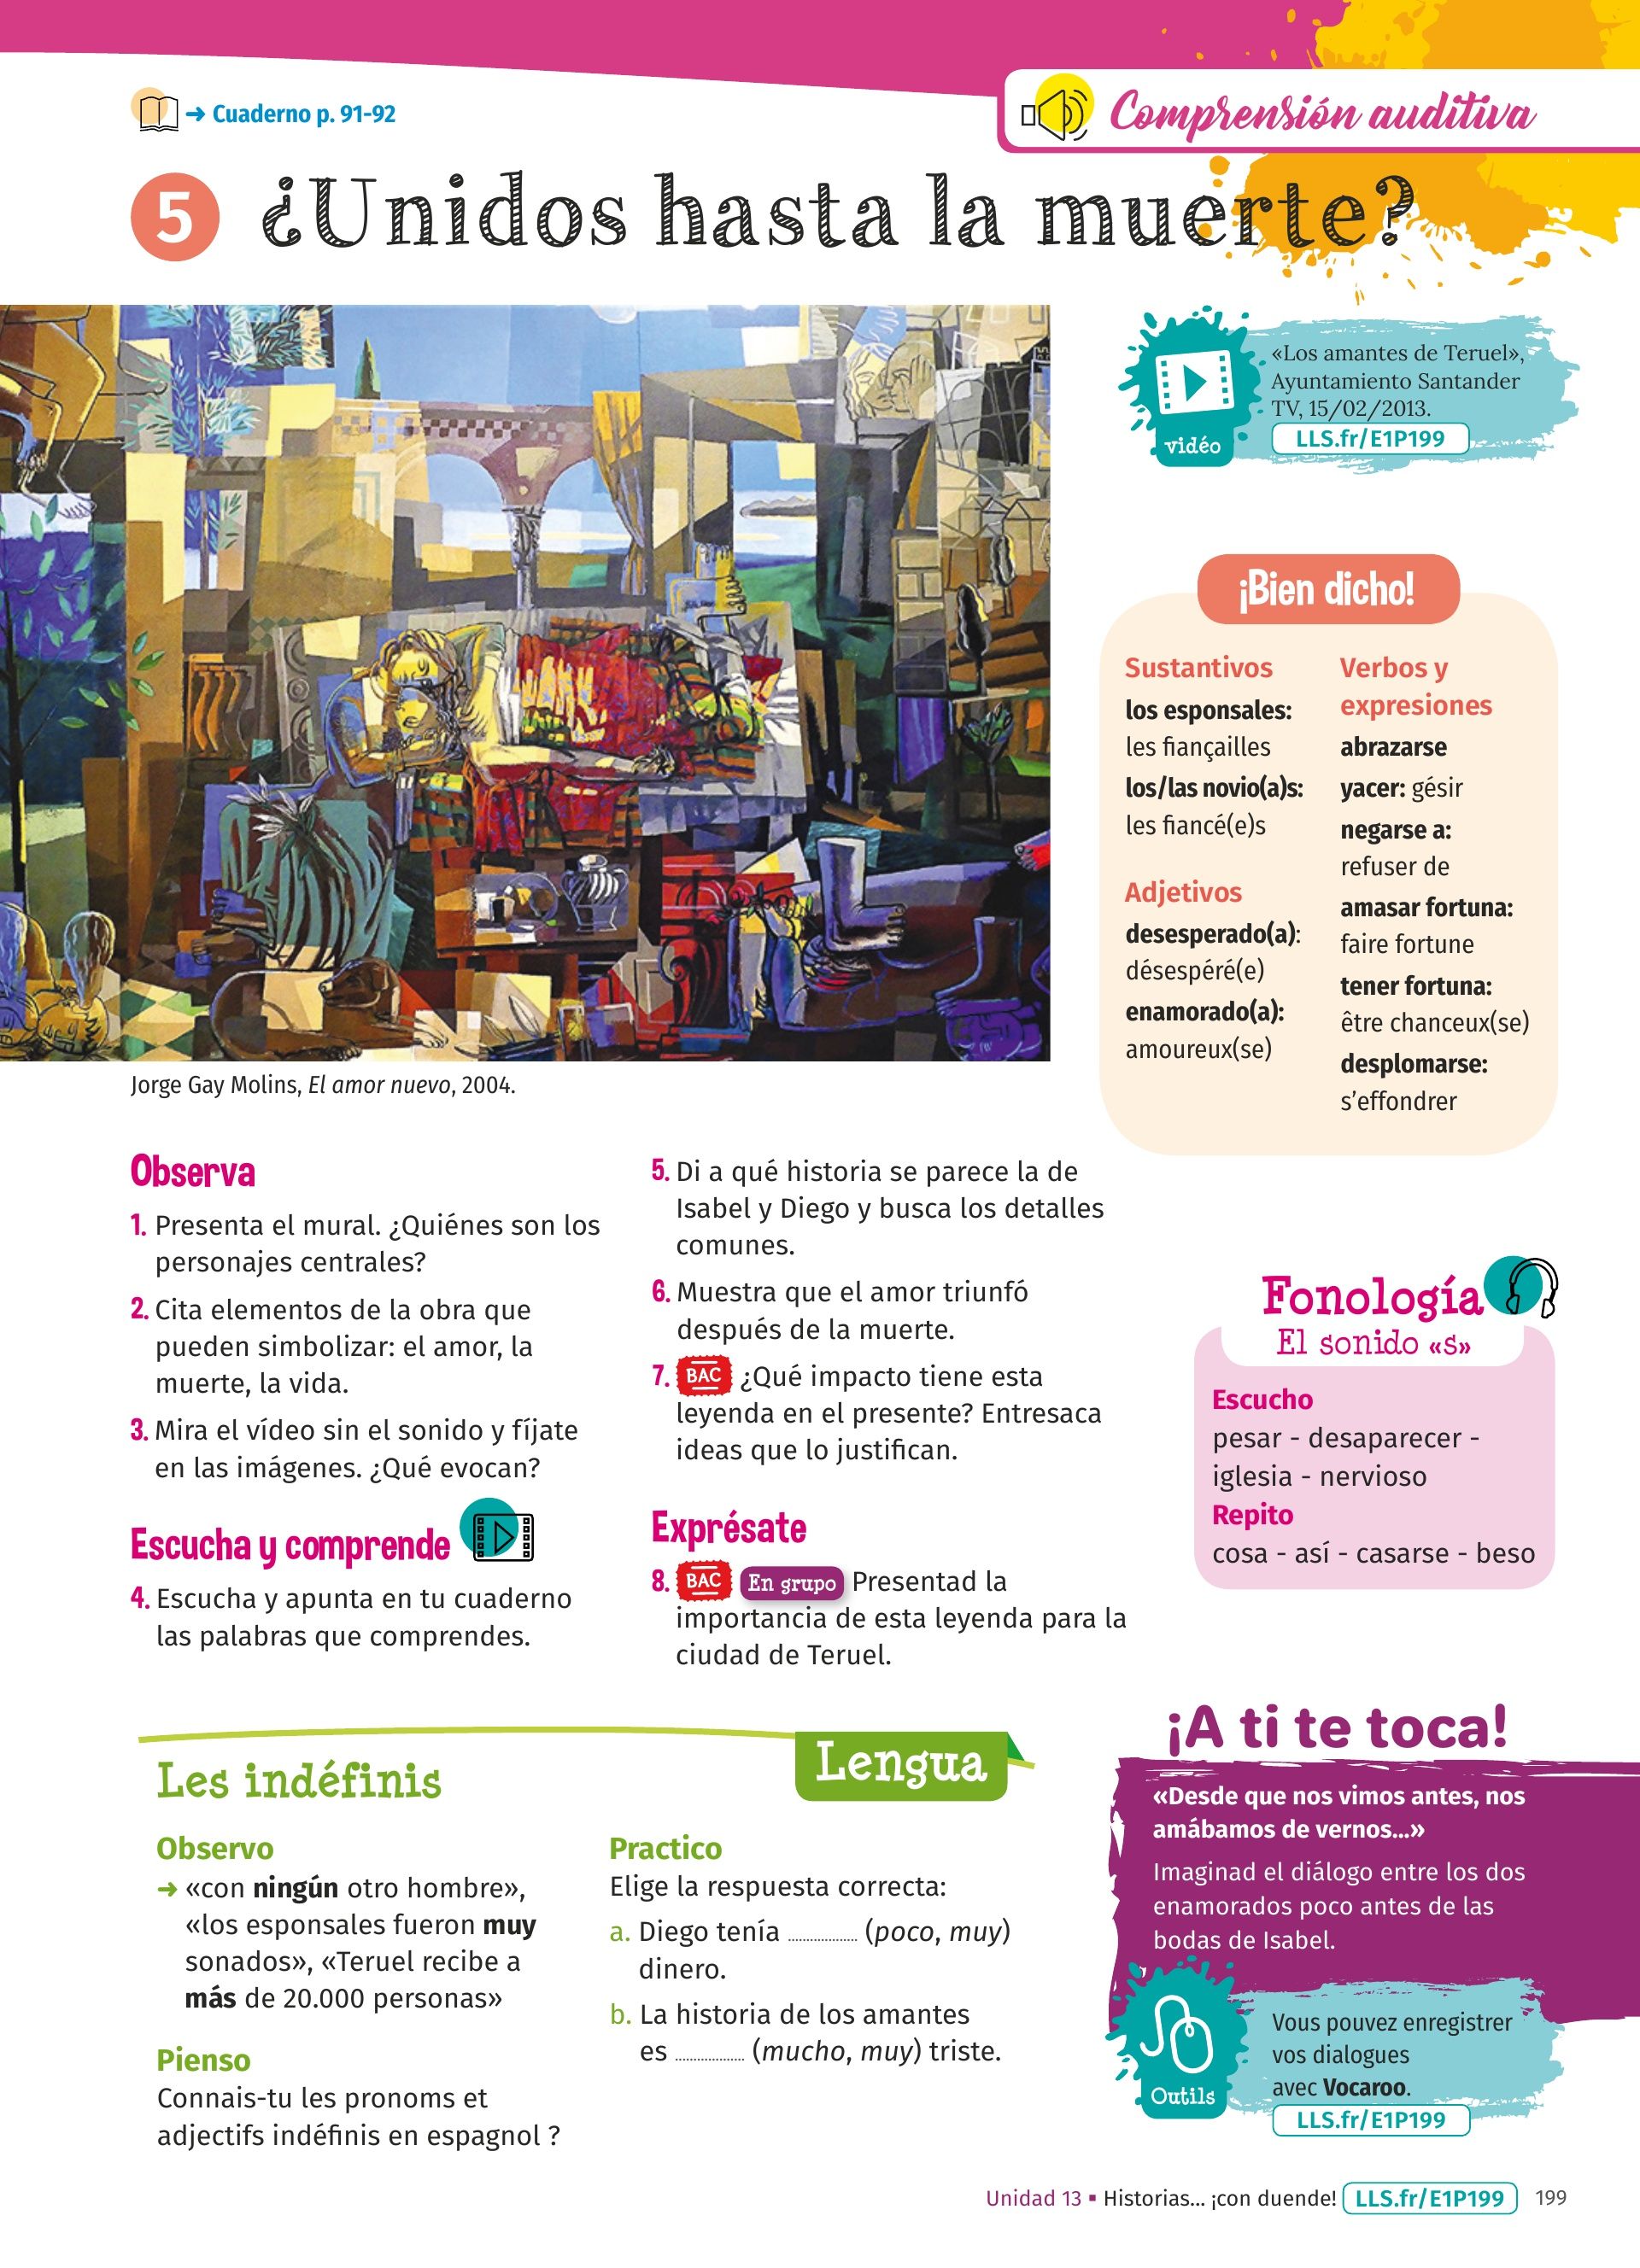 ➜ Cuaderno p. 91-92
Comprensión auditiva
5 ¿Unidos hasta la muerte?
«Los amantes de Teruel»,
Ayuntamiento Santander
TV, 15/02/2013.
LLS.fr/E1P199
vidéo
Jorge Gay Molins, El amor nuevo, 2004.
¡Bien dicho!
Sustantivos
los esponsales:
les fiançailles
los/las novio(a)s:
les fiancé(e)s
Adjetivos
desesperado(a):
désespéré(e)
enamorado(a):
amoureux(se)
Verbos y
expresiones
abrazarse
yacer: gésir
negarse a:
refuser de
amasar fortuna:
faire fortune
tener fortuna:
être chanceux(se)
desplomarse:
s’effondrer
Observa
1. Presenta el mural. ¿Quiénes son los
personajes centrales?
2. Cita elementos de la obra que
pueden simbolizar: el amor, la
muerte, la vida.
3. Mira el vídeo sin el sonido y fíjate
en las imágenes. ¿Qué evocan?
Escucha y comprende
4. Escucha y apunta en tu cuaderno
las palabras que comprendes.
5. Di a qué historia se parece la de
Isabel y Diego y busca los detalles
comunes.
6. Muestra que el amor triunfó
después de la muerte.
7. BAC ¿Qué impacto tiene esta
leyenda en el presente? Entresaca
ideas que lo justifican.
Exprésate
8. BAC En grupo Presentad la
importancia de esta leyenda para la
ciudad de Teruel.
Fonología
El sonido «s»
Escucho
pesar - desaparecer -
iglesia - nervioso
Repito
cosa - así - casarse - beso
Lengua
Les indéfinis
Observo
➜ «con ningún otro hombre»,
«los esponsales fueron muy
sonados», «Teruel recibe a
más de 20.000 personas»
Pienso
Connais-tu les pronoms et
adjectifs indéfinis en espagnol ?
Practico
Elige la respuesta correcta:
a. Diego tenía ................. (poco, muy)
dinero.
b. La historia de los amantes
es ................. (mucho, muy) triste.
¡A ti te toca!
«Desde que nos vimos antes, nos
amábamos de vernos...»
Imaginad el diálogo entre los dos
enamorados poco antes de las
bodas de Isabel.
Outils
Vous pouvez enregistrer
vos dialogues
avec Vocaroo.
LLS.fr/E1P199
Unidad 13 ▪ Historias... ¡con duende! LLS.fr/E1P199 199